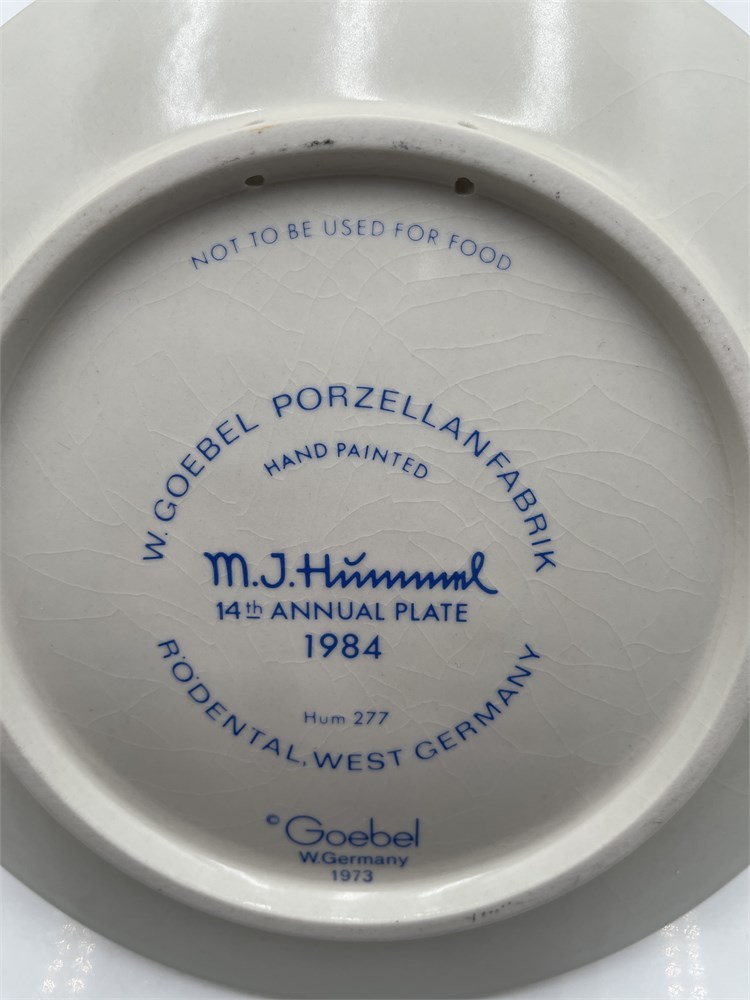 NOT TO BE USED FOR FOOD
W. GOEBEL PORZELLANFABRIK
HAND PAINTED
M.J.Hummel
14th ANNUAL PLATE
1984
Hum 277
RÖDENTAL, WEST GERMANY
© Goebel
W.Germany
1973